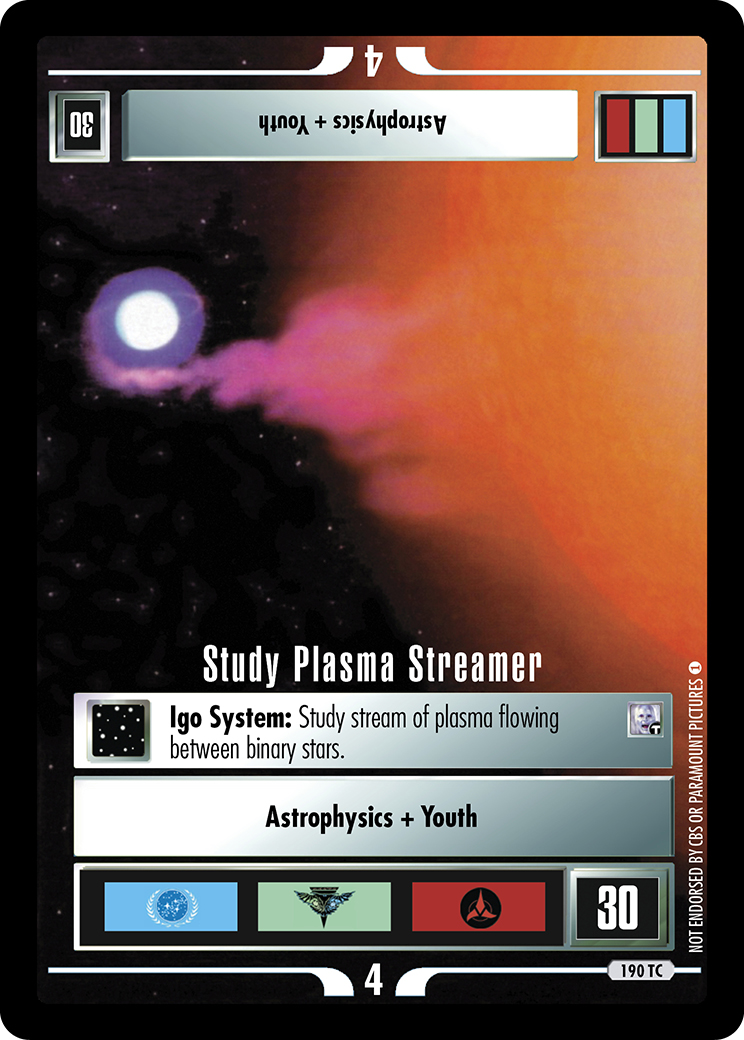 4
Astrophysics + Youth
30
Study Plasma Streamer
Igo System: Study stream of plasma flowing
between binary stars.
T
Astrophysics + Youth
30
4
190 TC
NOT ENDORSED BY CBS OR PARAMOUNT PICTURES